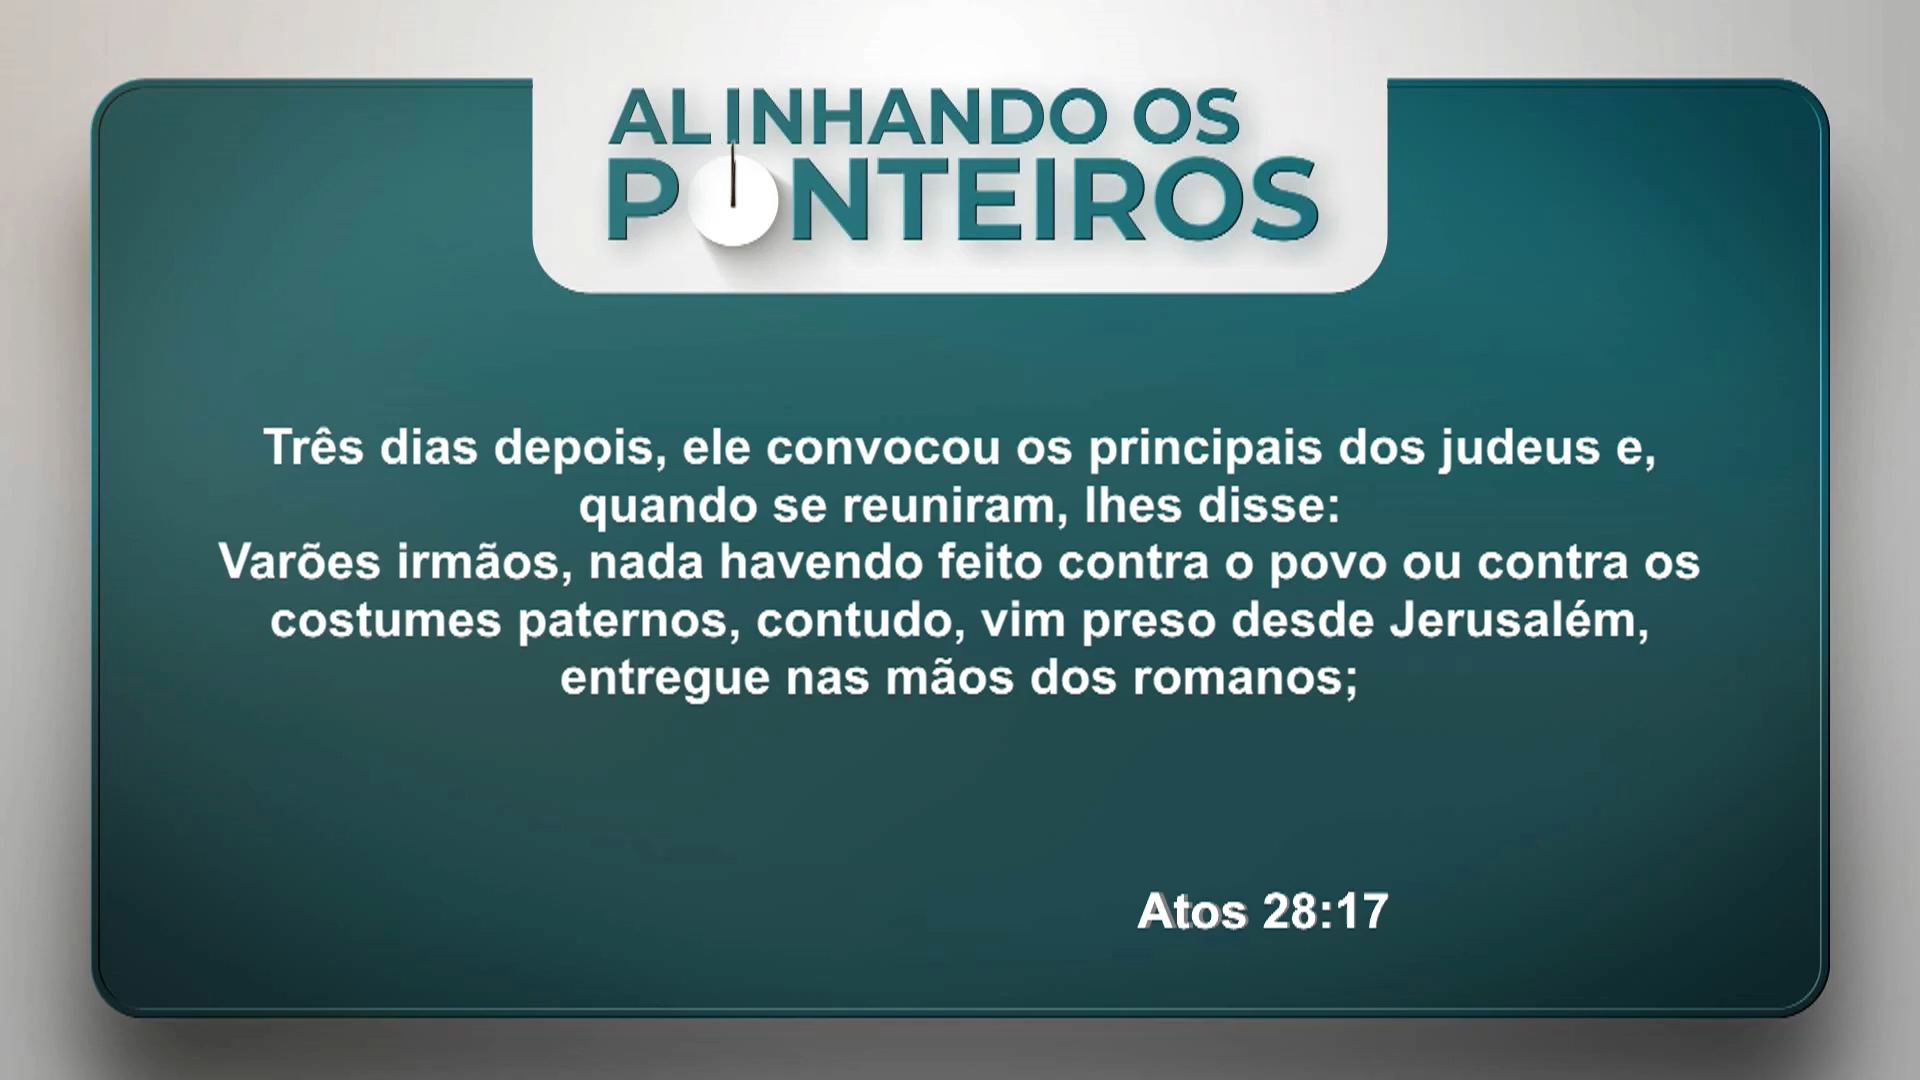 ALINHANDO OS
PONTEIROS
Três dias depois, ele convocou os principais dos judeus e,
quando se reuniram, lhes disse:
Varões irmãos, nada havendo feito contra o povo ou contra os
costumes paternos, contudo, vim preso desde Jerusalém,
entregue nas mãos dos romanos;
Atos 28:17